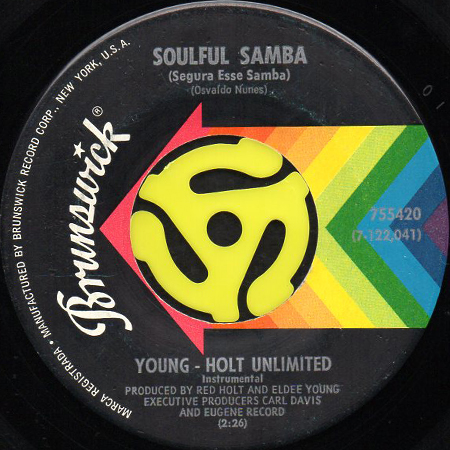 SOULFUL SAMBA
(Segura Esse Samba)
(Osvaldo Nunes)
Brunswick®
MARCA REGISTRADA • MANUFACTURED BY BRUNSWICK RECORD CORP., NEW YORK, U.S.A.
755420
(7-122,041)
YOUNG - HOLT UNLIMITED
Instrumental
PRODUCED BY RED HOLT AND ELDEE YOUNG
EXECUTIVE PRODUCERS CARL DAVIS
AND EUGENE RECORD
(2:26)